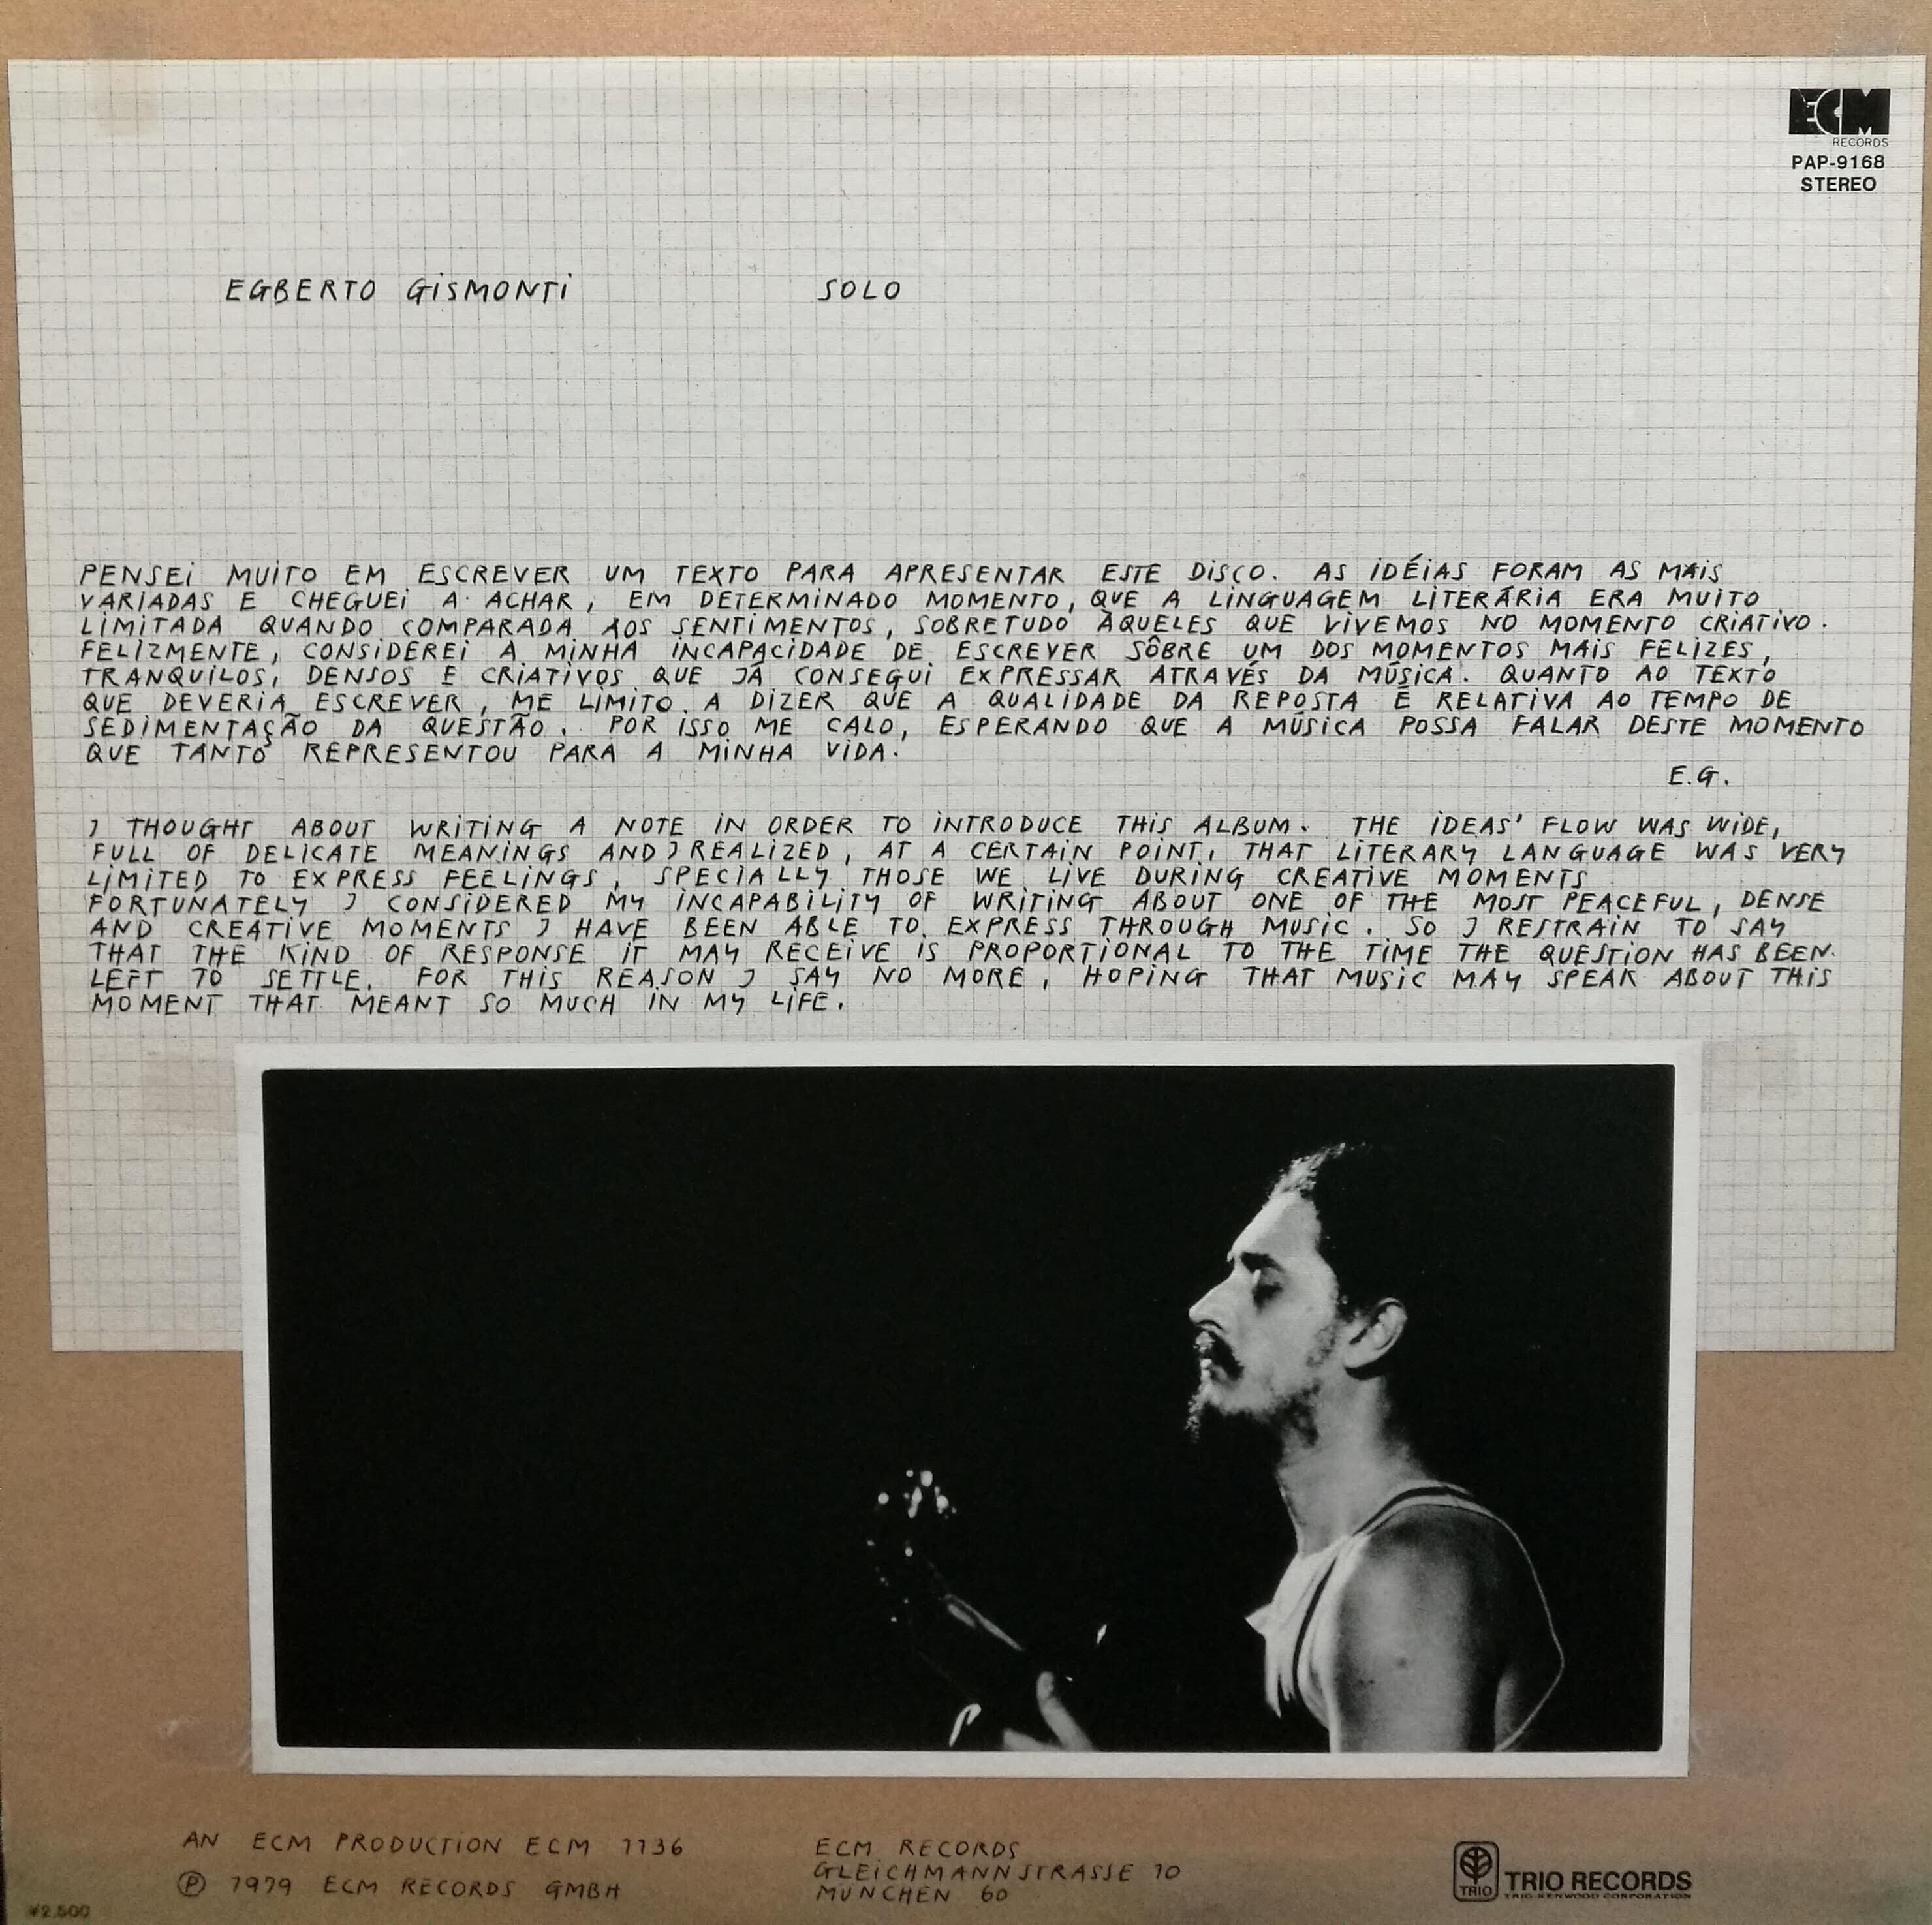 ECM
RECORDS
PAP-9168
STEREO
EGBERTO GISMONTI SOLO
PENSEI MUITO EM ESCREVER UM TEXTO PARA APRESENTAR ESTE DISCO. AS IDÉIAS FORAM AS MAIS
VARIADAS E CHEGUEI A ACHAR, EM DETERMINADO MOMENTO, QUE A LINGUAGEM LITERÁRIA ERA MUITO
LIMITADA QUANDO COMPARADA AOS SENTIMENTOS, SOBRETUDO AQUELES QUE VIVEMOS NO MOMENTO CRIATIVO.
FELIZMENTE, CONSIDEREI A MINHA INCAPACIDADE DE ESCREVER SÔBRE UM DOS MOMENTOS MAIS FELIZES,
TRANQUILOS, DENSOS E CRIATIVOS QUE JÁ CONSEGUI EXPRESSAR ATRAVÉS DA MÚSICA. QUANTO AO TEXTO
QUE DEVERIA ESCREVER, ME LIMITO A DIZER QUE A QUALIDADE DA REPOSTA É RELATIVA AO TEMPO DE
SEDIMENTAÇÃO DA QUESTÃO. POR ISSO ME CALO, ESPERANDO QUE A MÚSICA POSSA FALAR DESTE MOMENTO
QUE TANTO REPRESENTOU PARA A MINHA VIDA.
E.G.
I THOUGHT ABOUT WRITING A NOTE IN ORDER TO INTRODUCE THIS ALBUM. THE IDEAS' FLOW WAS WIDE,
FULL OF DELICATE MEANINGS AND I REALIZED, AT A CERTAIN POINT, THAT LITERARY LANGUAGE WAS VERY
LIMITED TO EXPRESS FEELINGS, SPECIALLY THOSE WE LIVE DURING CREATIVE MOMENTS
FORTUNATELY I CONSIDERED MY INCAPABILITY OF WRITING ABOUT ONE OF THE MOST PEACEFUL, DENSE
AND CREATIVE MOMENTS I HAVE BEEN ABLE TO EXPRESS THROUGH MUSIC. SO I RESTRAIN TO SAY
THAT THE KIND OF RESPONSE IT MAY RECEIVE IS PROPORTIONAL TO THE TIME THE QUESTION HAS BEEN
LEFT TO SETTLE. FOR THIS REASON I SAY NO MORE, HOPING THAT MUSIC MAY SPEAK ABOUT THIS
MOMENT THAT MEANT SO MUCH IN MY LIFE.
AN ECM PRODUCTION ECM 1136
℗ 1979 ECM RECORDS GMBH
ECM RECORDS
GLEICHMANNSTRASSE 10
MÜNCHEN 60
TRIO
TRIO RECORDS
TRIO-KENWOOD CORPORATION
¥2,500